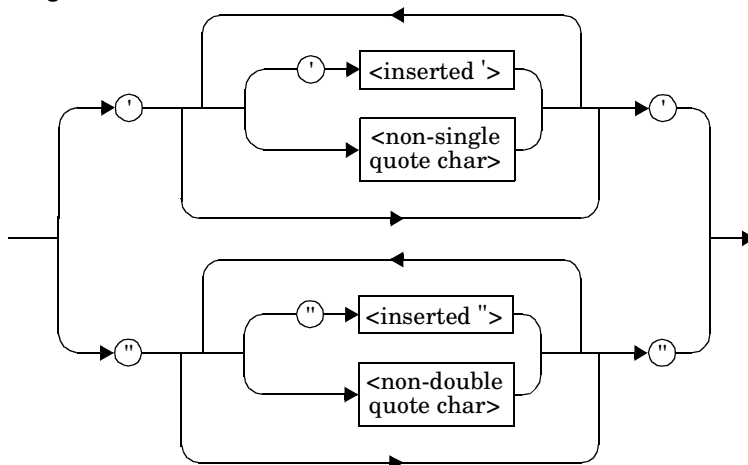 ' <inserted '>
' <non-single
quote char> '
" <inserted ">
" <non-double
quote char> "